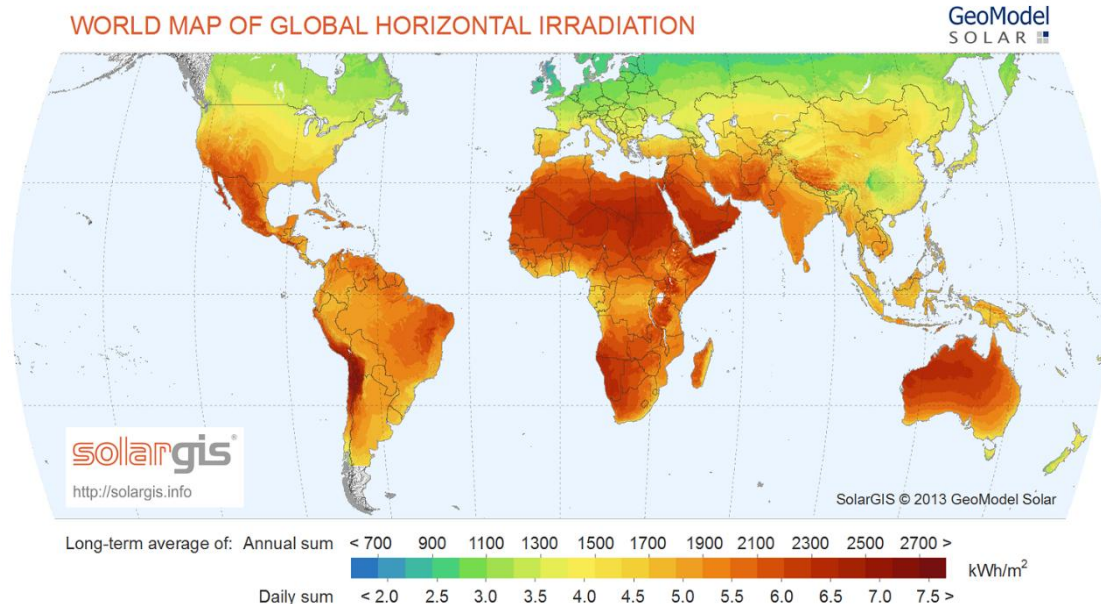 WORLD MAP OF GLOBAL HORIZONTAL IRRADIATION
GeoModel
SOLAR
solargis®
http://solargis.info
SolarGIS © 2013 GeoModel Solar
Long-term average of: Annual sum < 700 900 1100 1300 1500 1700 1900 2100 2300 2500 2700 >
kWh/m²
Daily sum < 2.0 2.5 3.0 3.5 4.0 4.5 5.0 5.5 6.0 6.5 7.0 7.5 >